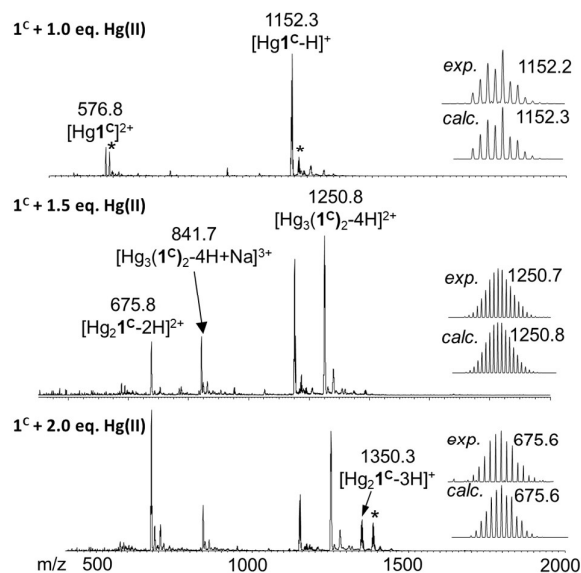 1ᶜ + 1.0 eq. Hg(II)
1152.3
[Hg1ᶜ-H]⁺
576.8
[Hg1ᶜ]²⁺
*
*
exp.
1152.2
calc.
1152.3
1ᶜ + 1.5 eq. Hg(II)
1250.8
[Hg₃(1ᶜ)₂-4H]²⁺
841.7
[Hg₃(1ᶜ)₂-4H+Na]³⁺
675.8
[Hg₂1ᶜ-2H]²⁺
exp.
1250.7
calc.
1250.8
1ᶜ + 2.0 eq. Hg(II)
1350.3
[Hg₂1ᶜ-3H]⁺
*
exp.
675.6
calc.
675.6
m/z 500 1000 1500 2000